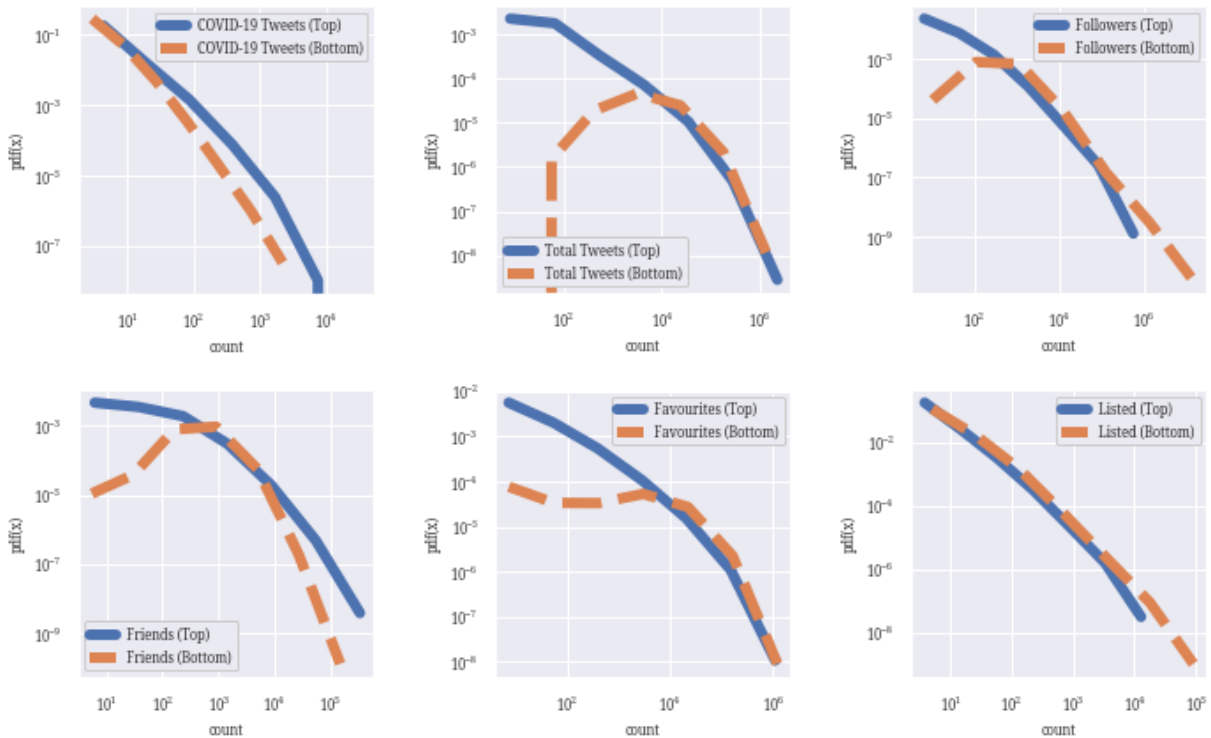 COVID-19 Tweets (Top)
COVID-19 Tweets (Bottom)
pdf(x)
10⁻¹
10⁻³
10⁻⁵
10⁻⁷
10¹ 10² 10³ 10⁴
count
Total Tweets (Top)
Total Tweets (Bottom)
pdf(x)
10⁻³
10⁻⁴
10⁻⁵
10⁻⁶
10⁻⁷
10⁻⁸
10² 10⁴ 10⁶
count
Followers (Top)
Followers (Bottom)
pdf(x)
10⁻³
10⁻⁵
10⁻⁷
10⁻⁹
10² 10⁴ 10⁶
count
Friends (Top)
Friends (Bottom)
pdf(x)
10⁻³
10⁻⁵
10⁻⁷
10⁻⁹
10¹ 10² 10³ 10⁴ 10⁵
count
Favourites (Top)
Favourites (Bottom)
pdf(x)
10⁻²
10⁻³
10⁻⁴
10⁻⁵
10⁻⁶
10⁻⁷
10⁻⁸
10² 10⁴ 10⁶
count
Listed (Top)
Listed (Bottom)
pdf(x)
10⁻²
10⁻⁴
10⁻⁶
10⁻⁸
10¹ 10² 10³ 10⁴ 10⁵
count